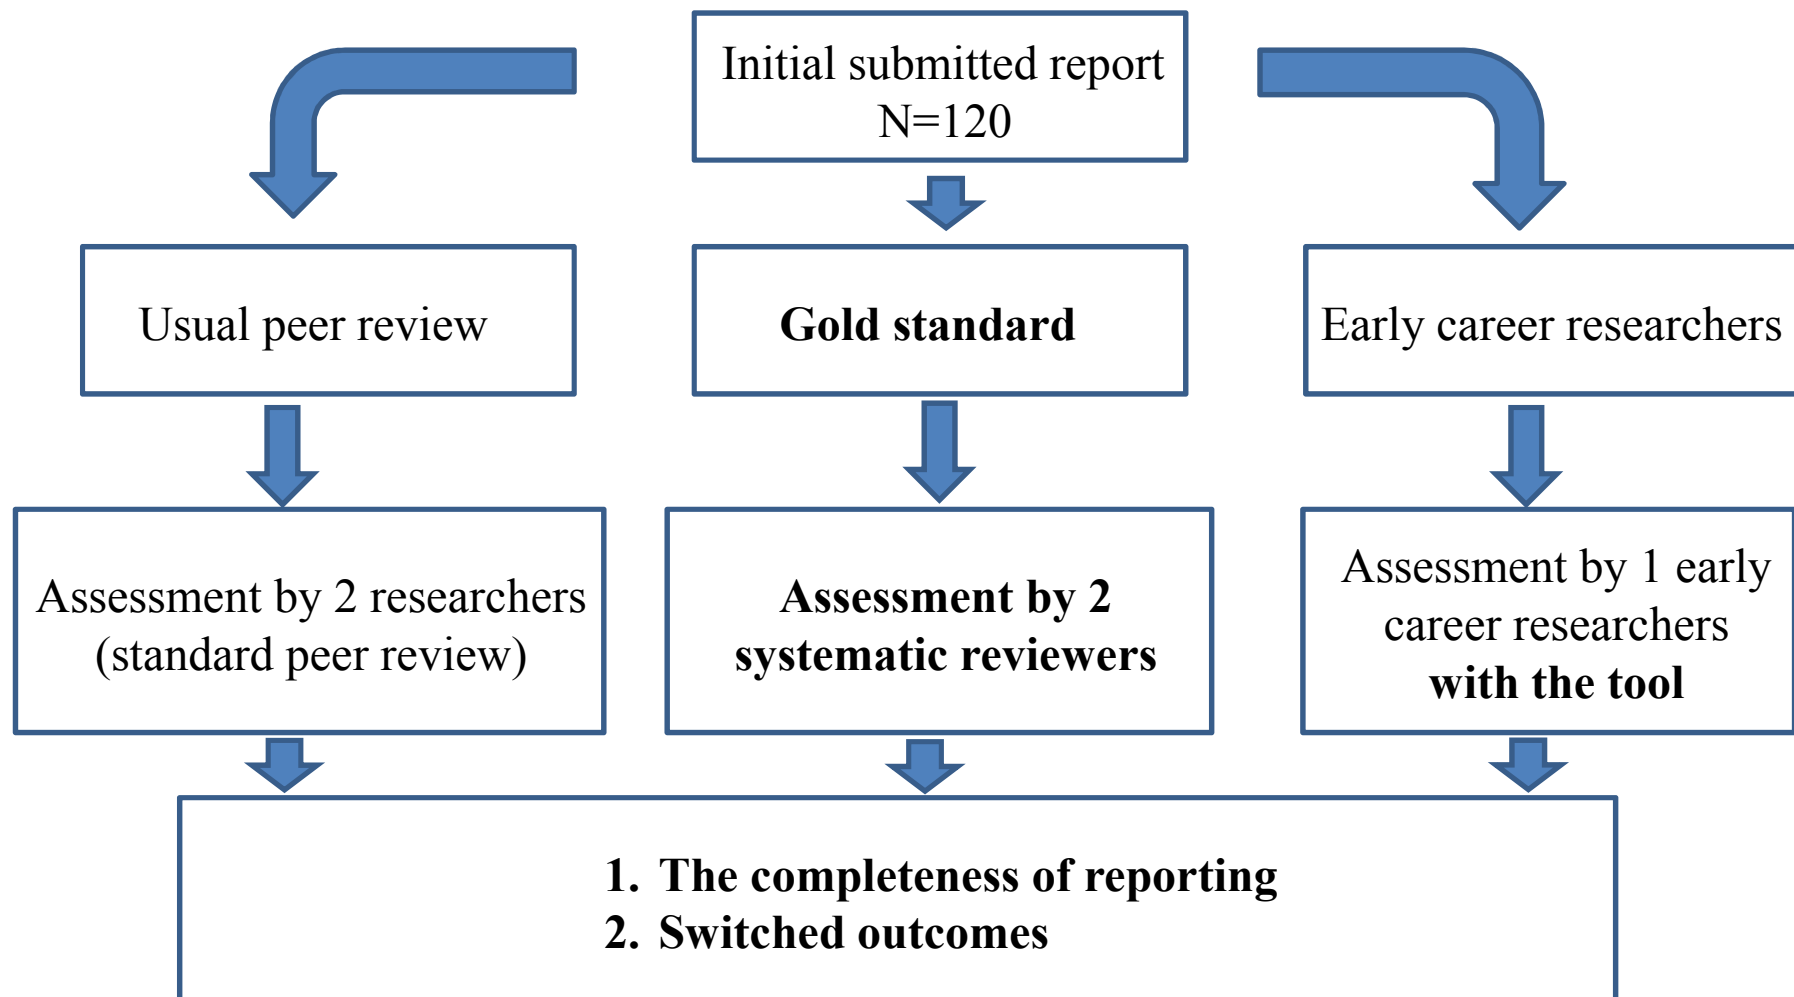 Initial submitted report
N=120
Usual peer review
Gold standard
Early career researchers
Assessment by 2 researchers
(standard peer review)
Assessment by 2
systematic reviewers
Assessment by 1 early
career researchers
with the tool
1. The completeness of reporting
2. Switched outcomes